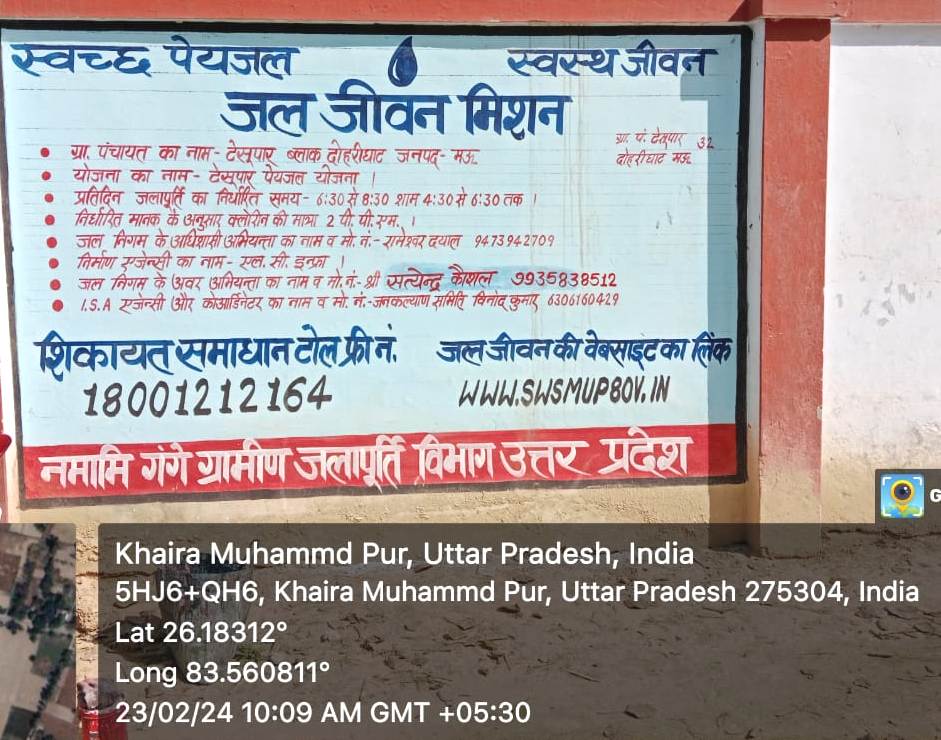 स्वच्छ पेयजल
स्वस्थ जीवन
जल जीवन मिशन
ग्रा. पं. टेसूपार 32
दोहरीघाट मऊ
• ग्रा. पंचायत का नाम- टेसूपार ब्लाक दोहरीघाट जनपद- मऊ
• योजना का नाम- टेसूपार पेयजल योजना ।
• प्रतिदिन जलापूर्ति का निर्धारित समय- 6:30 से 8:30 शाम 4:30 से 6:30 तक ।
• निर्धारित मानक के अनुसार क्लोरीन की मात्रा 2 पी. पी. एम. ।
• जल निगम के अधिशासी अभियन्ता का नाम व मो. नं.- रामेश्वर दयाल 9473942709
• निर्माण एजेन्सी का नाम- एल. सी. इन्फ्रा ।
• जल निगम के अवर अभियन्ता का नाम व मो. नं.- श्री सत्येन्द्र कौशल 9935838512
• I.S.A एजेन्सी और कोआर्डिनेटर का नाम व मो. नं.- जनकल्याण समिति विनोद कुमार 6306160429
शिकायत समाधान टोल फ्री नं.
18001212164
जल जीवन की वेबसाइट का लिंक
WWW.SWSMUP8OV.IN
नमामि गंगे ग्रामीण जलापूर्ति विभाग उत्तर प्रदेश
G
Khaira Muhammd Pur, Uttar Pradesh, India
5HJ6+QH6, Khaira Muhammd Pur, Uttar Pradesh 275304, India
Lat 26.18312°
Long 83.560811°
23/02/24 10:09 AM GMT +05:30